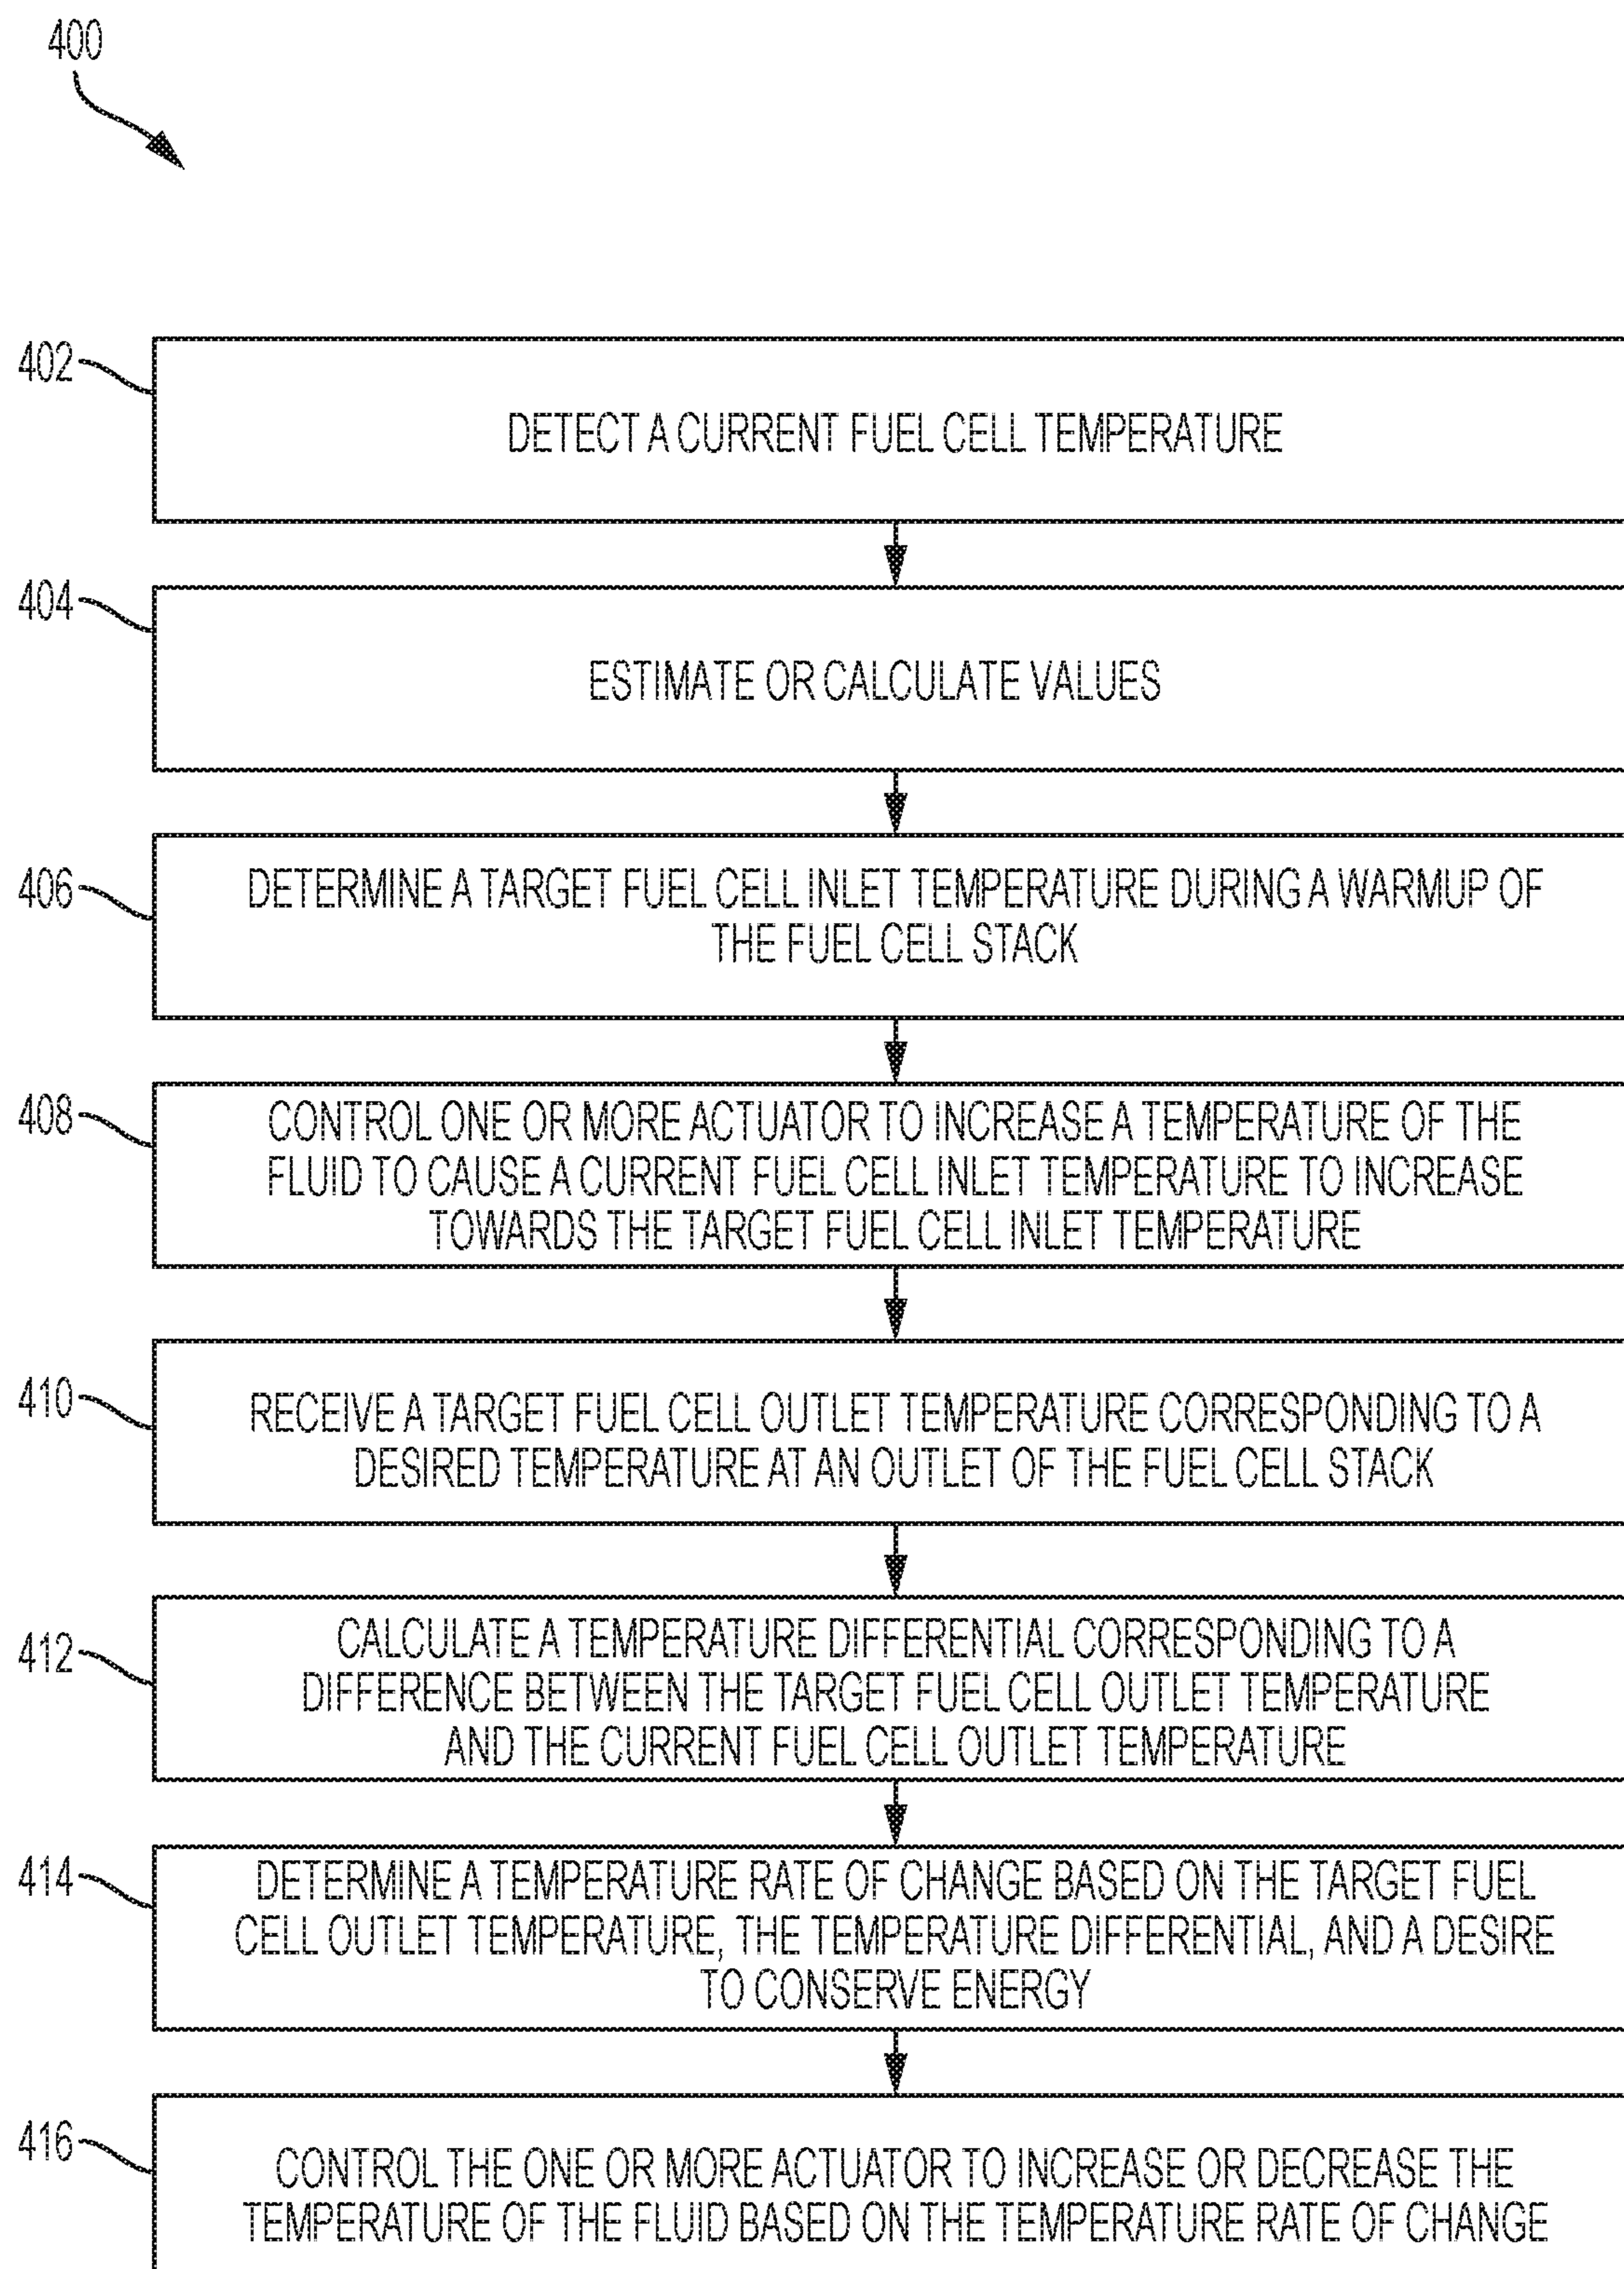 400
402
DETECT A CURRENT FUEL CELL TEMPERATURE
404
ESTIMATE OR CALCULATE VALUES
406
DETERMINE A TARGET FUEL CELL INLET TEMPERATURE DURING A WARMUP OF
THE FUEL CELL STACK
408
CONTROL ONE OR MORE ACTUATOR TO INCREASE A TEMPERATURE OF THE
FLUID TO CAUSE A CURRENT FUEL CELL INLET TEMPERATURE TO INCREASE
TOWARDS THE TARGET FUEL CELL INLET TEMPERATURE
410
RECEIVE A TARGET FUEL CELL OUTLET TEMPERATURE CORRESPONDING TO A
DESIRED TEMPERATURE AT AN OUTLET OF THE FUEL CELL STACK
412
CALCULATE A TEMPERATURE DIFFERENTIAL CORRESPONDING TO A
DIFFERENCE BETWEEN THE TARGET FUEL CELL OUTLET TEMPERATURE
AND THE CURRENT FUEL CELL OUTLET TEMPERATURE
414
DETERMINE A TEMPERATURE RATE OF CHANGE BASED ON THE TARGET FUEL
CELL OUTLET TEMPERATURE, THE TEMPERATURE DIFFERENTIAL, AND A DESIRE
TO CONSERVE ENERGY
416
CONTROL THE ONE OR MORE ACTUATOR TO INCREASE OR DECREASE THE
TEMPERATURE OF THE FLUID BASED ON THE TEMPERATURE RATE OF CHANGE